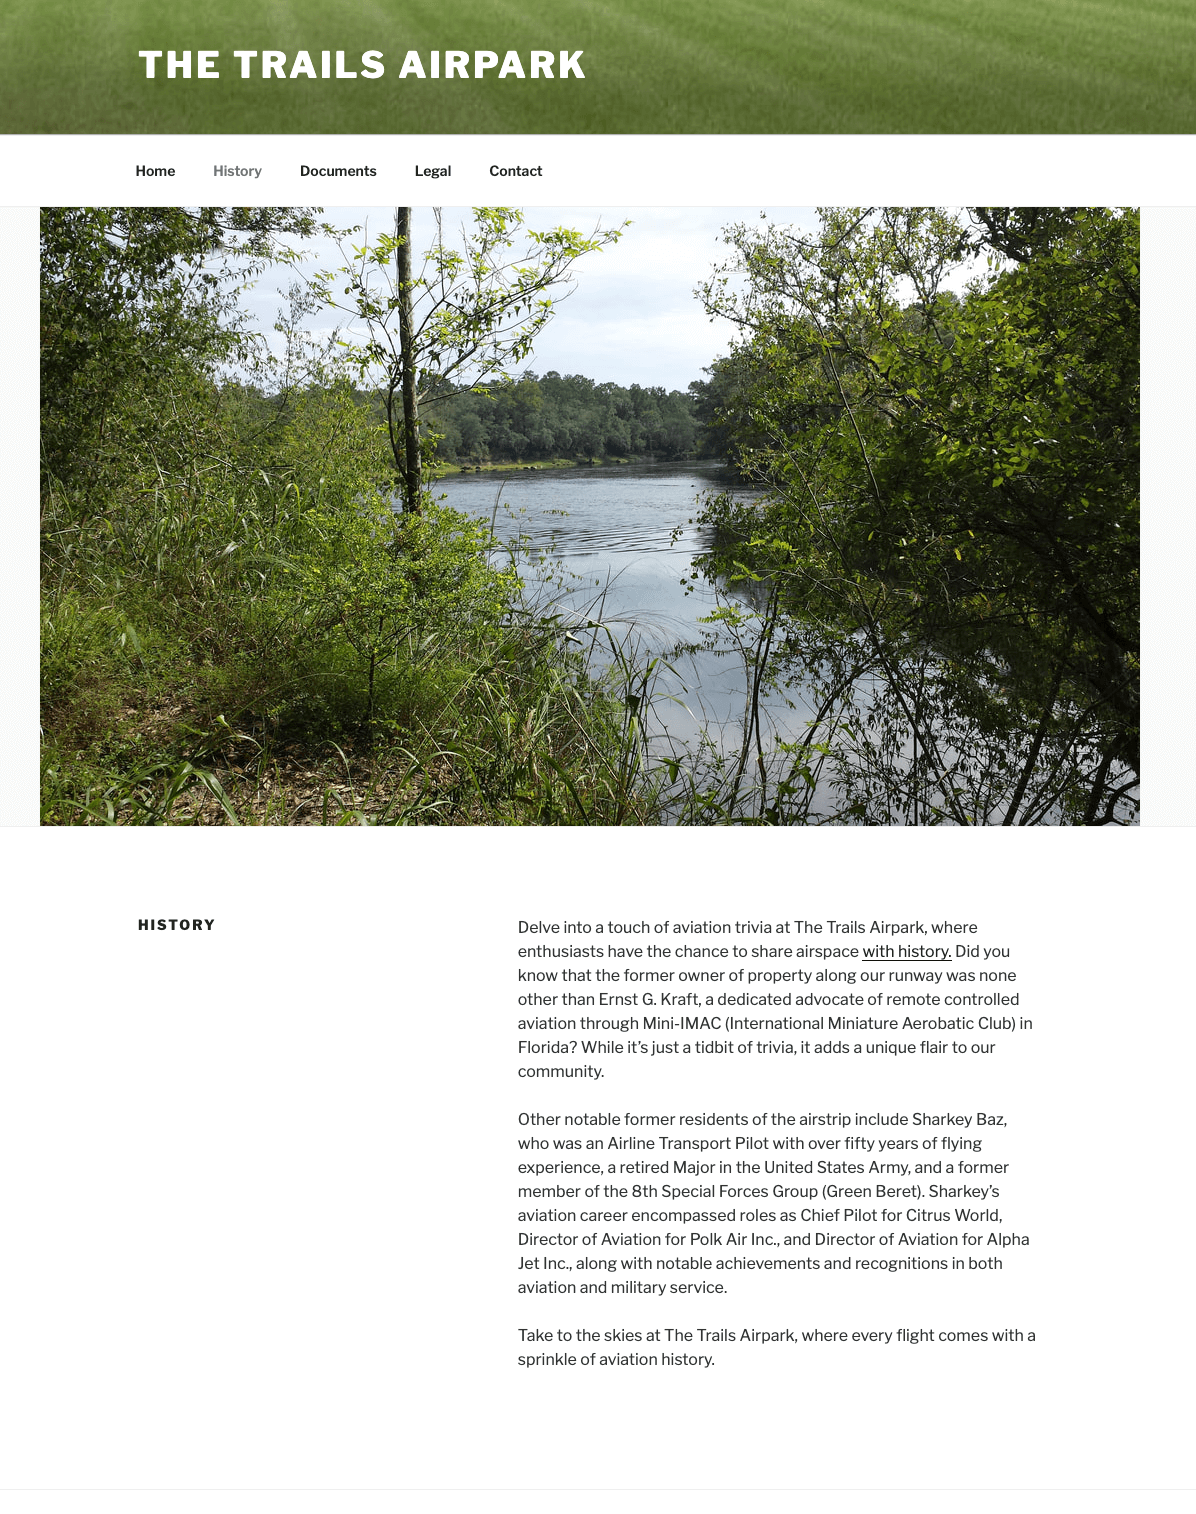 THE TRAILS AIRPARK
Home History Documents Legal Contact
HISTORY
Delve into a touch of aviation trivia at The Trails Airpark, where
enthusiasts have the chance to share airspace with history. Did you
know that the former owner of property along our runway was none
other than Ernst G. Kraft, a dedicated advocate of remote controlled
aviation through Mini-IMAC (International Miniature Aerobatic Club) in
Florida? While it’s just a tidbit of trivia, it adds a unique flair to our
community.
Other notable former residents of the airstrip include Sharkey Baz,
who was an Airline Transport Pilot with over fifty years of flying
experience, a retired Major in the United States Army, and a former
member of the 8th Special Forces Group (Green Beret). Sharkey’s
aviation career encompassed roles as Chief Pilot for Citrus World,
Director of Aviation for Polk Air Inc., and Director of Aviation for Alpha
Jet Inc., along with notable achievements and recognitions in both
aviation and military service.
Take to the skies at The Trails Airpark, where every flight comes with a
sprinkle of aviation history.